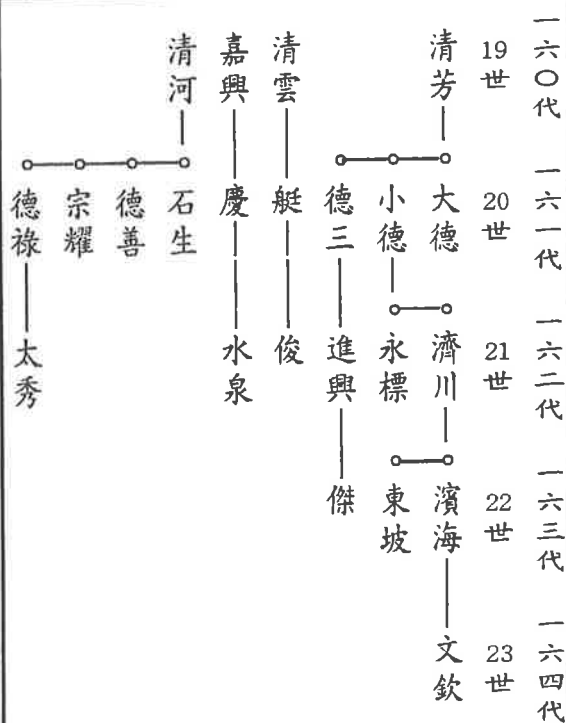 一六〇代 一六一代 一六二代 一六三代 一六四代
19世 20世 21世 22世 23世
清芳 大德 濟川 濱海 文欽
小德 永標 東坡
德三 進興 傑
清雲 艇 俊
嘉興 慶 水泉
清河 石生
德善
宗耀
德祿 太秀